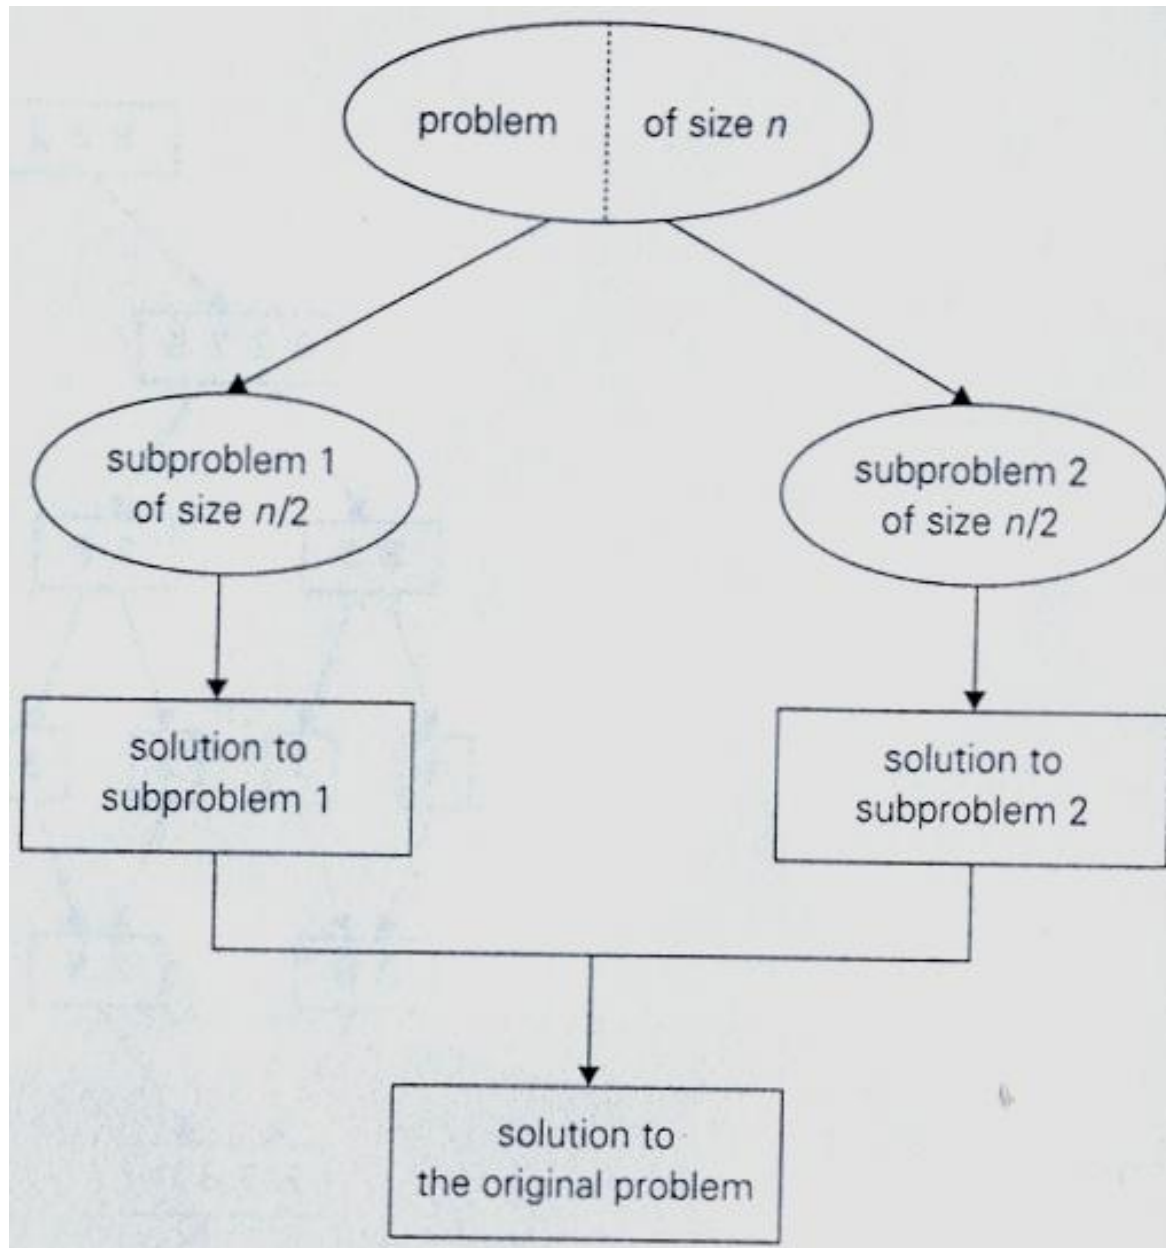 problem of size n
subproblem 1
of size n/2
subproblem 2
of size n/2
solution to
subproblem 1
solution to
subproblem 2
solution to
the original problem